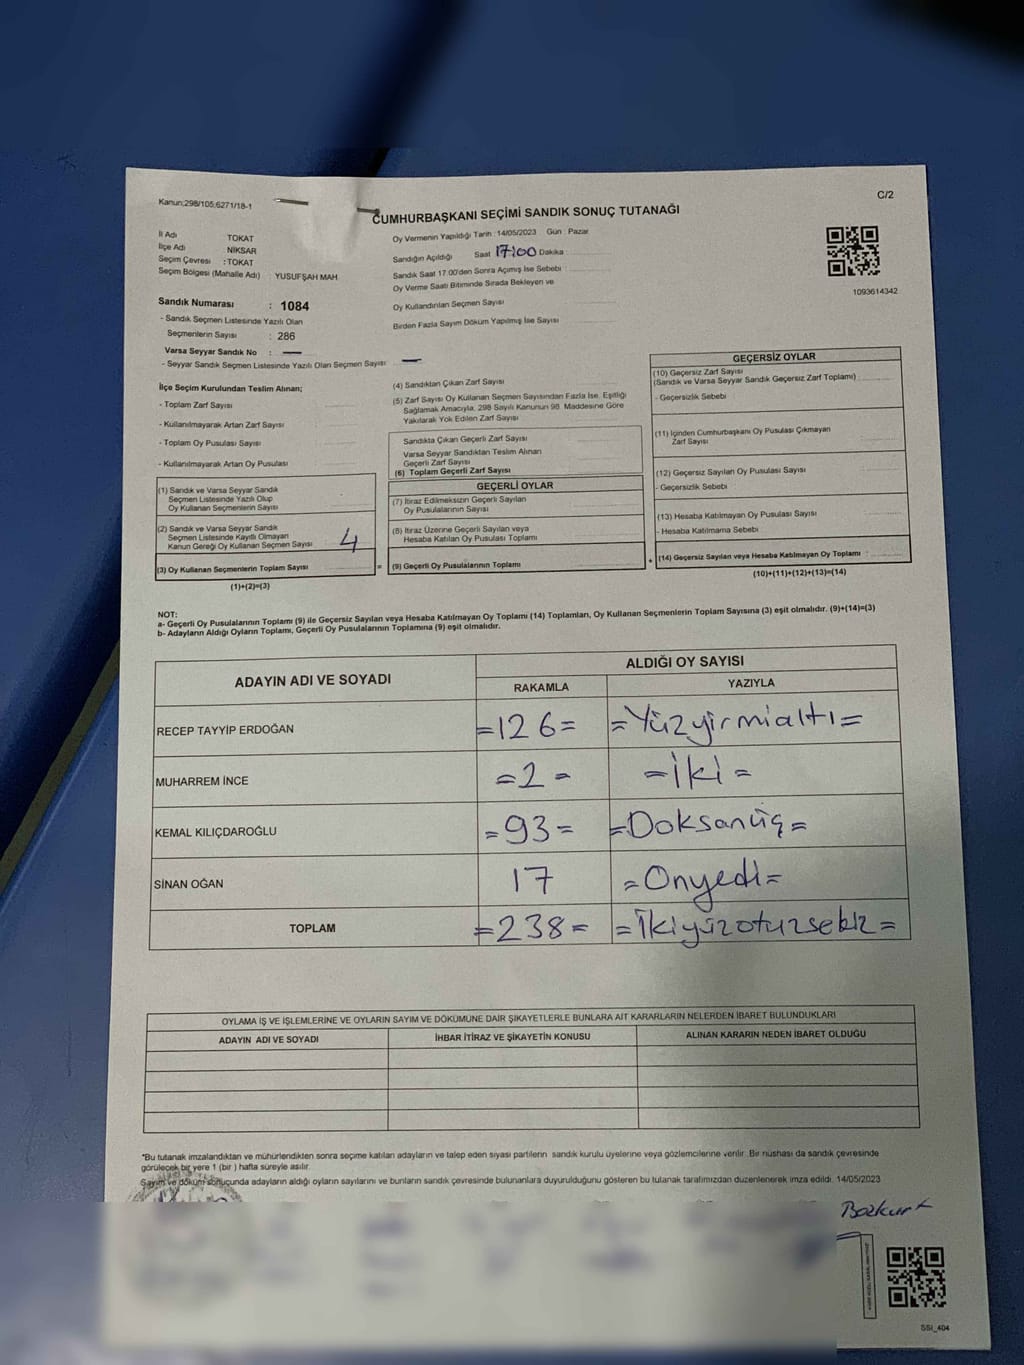 Kanun;298/105;6271/18-1
C/2
CUMHURBAŞKANI SEÇİMİ SANDIK SONUÇ TUTANAĞI
İl Adı TOKAT
İlçe Adı NİKSAR
Seçim Çevresi :TOKAT
Seçim Bölgesi (Mahalle Adı) YUSUFŞAH MAH.
Oy Vermenin Yapıldığı Tarih :14/05/2023 Gün : Pazar
Sandığın Açıldığı Saat 17:00 Dakika
Sandık Saat 17.00'den Sonra Açımış İse Sebebi
Oy Verme Saati Bitiminde Sırada Bekleyen ve
Oy Kullandırılan Seçmen Sayısı
Birden Fazla Sayım Döküm Yapılmış İse Sayısı
1093614342
Sandık Numarası : 1084
- Sandık Seçmen Listesinde Yazılı Olan
Seçmenlerin Sayısı : 286
Varsa Seyyar Sandık No : —
- Seyyar Sandık Seçmen Listesinde Yazılı Olan Seçmen Sayısı —
İlçe Seçim Kurulundan Teslim Alınan;
- Toplam Zarf Sayısı
- Kullanılmayarak Artan Zarf Sayısı
- Toplam Oy Pusulası Sayısı
- Kullanılmayarak Artan Oy Pusulası
(1) Sandık ve Varsa Seyyar Sandık
Seçmen Listesinde Yazılı Olup
Oy Kullanan Seçmenlerin Sayısı
(2) Sandık ve Varsa Seyyar Sandık
Seçmen Listesinde Kayıtlı Olmayan
Kanun Gereği Oy Kullanan Seçmen Sayısı 4
(3) Oy Kullanan Seçmenlerin Toplam Sayısı
(1)+(2)=(3)
(4) Sandıktan Çıkan Zarf Sayısı
(5) Zarf Sayısı Oy Kullanan Seçmen Sayısından Fazla İse, Eşitliği
Sağlamak Amacıyla, 298 Sayılı Kanunun 98. Maddesine Göre
Yakılarak Yok Edilen Zarf Sayısı
Sandıkta Çıkan Geçerli Zarf Sayısı
Varsa Seyyar Sandıktan Teslim Alınan
Geçerli Zarf Sayısı
(6) Toplam Geçerli Zarf Sayısı
GEÇERLİ OYLAR
(7) İtiraz Edilmeksizin Geçerli Sayılan
Oy Pusulalarının Sayısı
(8) İtiraz Üzerine Geçerli Sayılan veya
Hesaba Katılan Oy Pusulası Toplamı
= (9) Geçerli Oy Pusulalarının Toplamı
GEÇERSİZ OYLAR
(10) Geçersiz Zarf Sayısı
(Sandık ve Varsa Seyyar Sandık Geçersiz Zarf Toplamı)
- Geçersizlik Sebebi
(11) İçinden Cumhurbaşkanı Oy Pusulası Çıkmayan
Zarf Sayısı
(12) Geçersiz Sayılan Oy Pusulası Sayısı
- Geçersizlik Sebebi
(13) Hesaba Katılmayan Oy Pusulası Sayısı
- Hesaba Katılmama Sebebi
+ (14) Geçersiz Sayılan veya Hesaba Katılmayan Oy Toplamı :
(10)+(11)+(12)+(13)=(14)
NOT:
a- Geçerli Oy Pusulalarının Toplamı (9) ile Geçersiz Sayılan veya Hesaba Katılmayan Oy Toplamı (14) Toplamları, Oy Kullanan Seçmenlerin Toplam Sayısına (3) eşit olmalıdır. (9)+(14)=(3)
b- Adayların Aldığı Oyların Toplamı, Geçerli Oy Pusulalarının Toplamına (9) eşit olmalıdır.
ADAYIN ADI VE SOYADI ALDIĞI OY SAYISI
RAKAMLA YAZIYLA
RECEP TAYYİP ERDOĞAN =126= =Yüzyirmialtı=
MUHARREM İNCE =2= =İki=
KEMAL KILIÇDAROĞLU =93= =Doksanüç=
SİNAN OĞAN 17 =Onyedi=
TOPLAM =238= =İkiyüzotuzsekiz=
OYLAMA İŞ VE İŞLEMLERİNE VE OYLARIN SAYIM VE DÖKÜMÜNE DAİR ŞİKAYETLERLE BUNLARA AİT KARARLARIN NELERDEN İBARET BULUNDUKLARI
ADAYIN ADI VE SOYADI İHBAR İTİRAZ VE ŞİKAYETİN KONUSU ALINAN KARARIN NEDEN İBARET OLDUĞU
*Bu tutanak imzalandıktan ve mühürlendikten sonra seçime katılan adayların ve talep eden siyasi partilerin sandık kurulu üyelerine veya gözlemcilerine verilir. Bir nüshası da sandık çevresinde
görülecek bir yere 1 (bir ) hafta süreyle asılır.
Sayım ve döküm sonucunda adayların aldığı oyların sayılarını ve bunların sandık çevresinde bulunanlara duyurulduğunu gösteren bu tutanak tarafımızdan düzenlenerek imza edildi. 14/05/2023
Bozkurt
SSİ_404